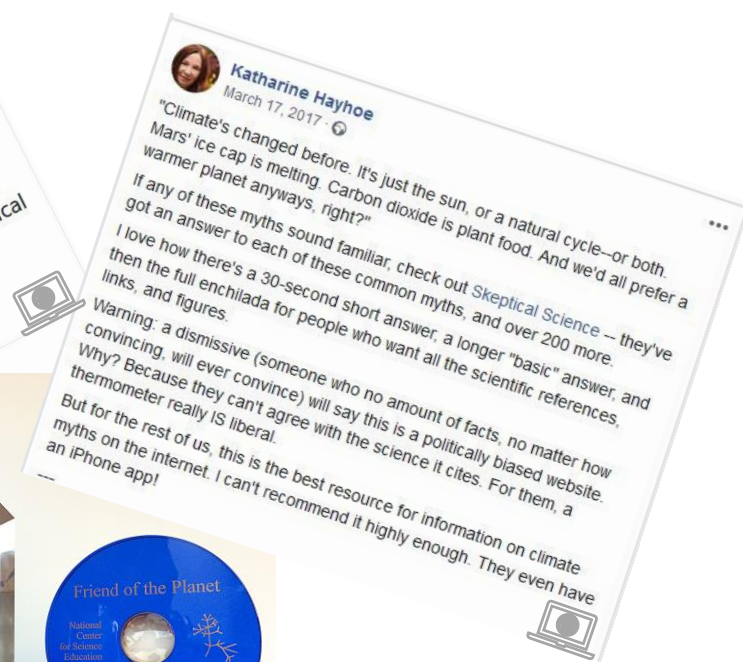 cal
Katharine Hayhoe
March 17, 2017 ·
"Climate's changed before. It's just the sun, or a natural cycle--or both.
Mars' ice cap is melting. Carbon dioxide is plant food. And we'd all prefer a
warmer planet anyways, right?"
If any of these myths sound familiar, check out Skeptical Science -- they've
got an answer to each of these common myths, and over 200 more.
I love how there's a 30-second short answer, a longer "basic" answer, and
then the full enchilada for people who want all the scientific references,
links, and figures.
Warning: a dismissive (someone who no amount of facts, no matter how
convincing, will ever convince) will say this is a politically biased website.
Why? Because they can't agree with the science it cites. For them, a
thermometer really IS liberal.
But for the rest of us, this is the best resource for information on climate
myths on the internet. I can't recommend it highly enough. They even have
an iPhone app!
Friend of the Planet
National
Center
for Science
Education